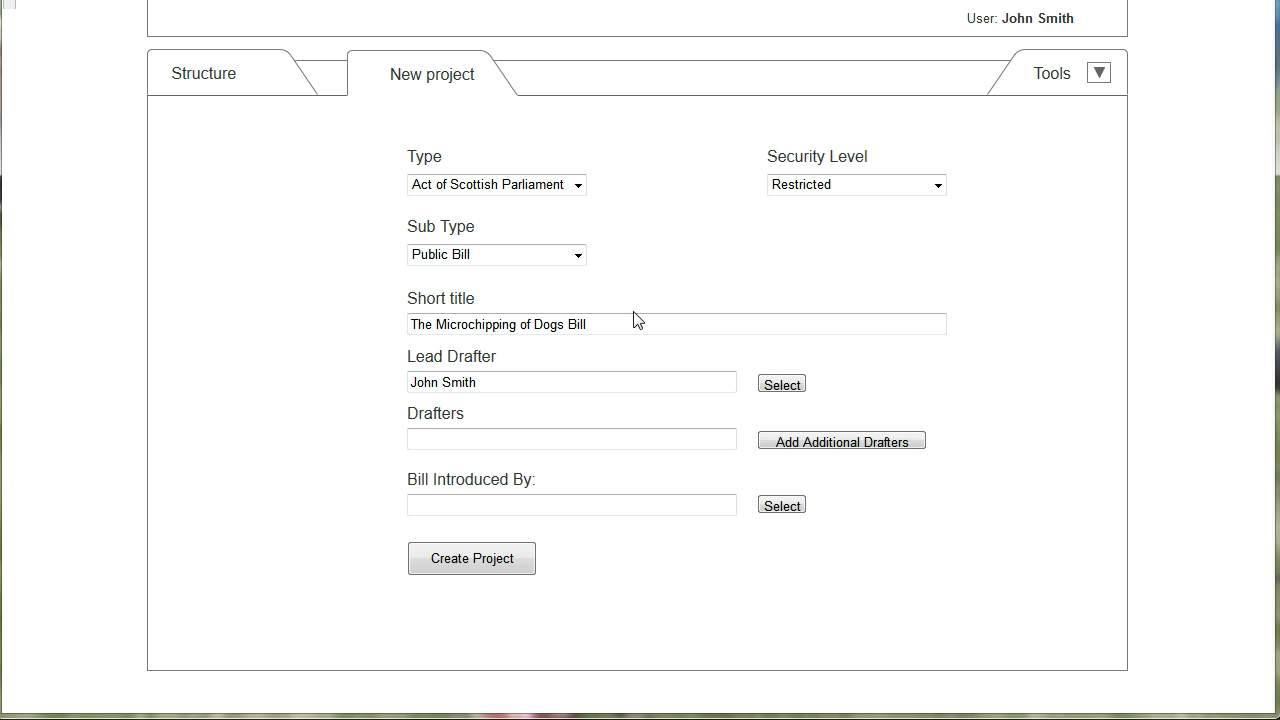 User: John Smith
Structure
New project
Tools
Type
Security Level
Act of Scottish Parliament
Restricted
Sub Type
Public Bill
Short title
The Microchipping of Dogs Bill
Lead Drafter
John Smith
Select
Drafters
Add Additional Drafters
Bill Introduced By:
Select
Create Project